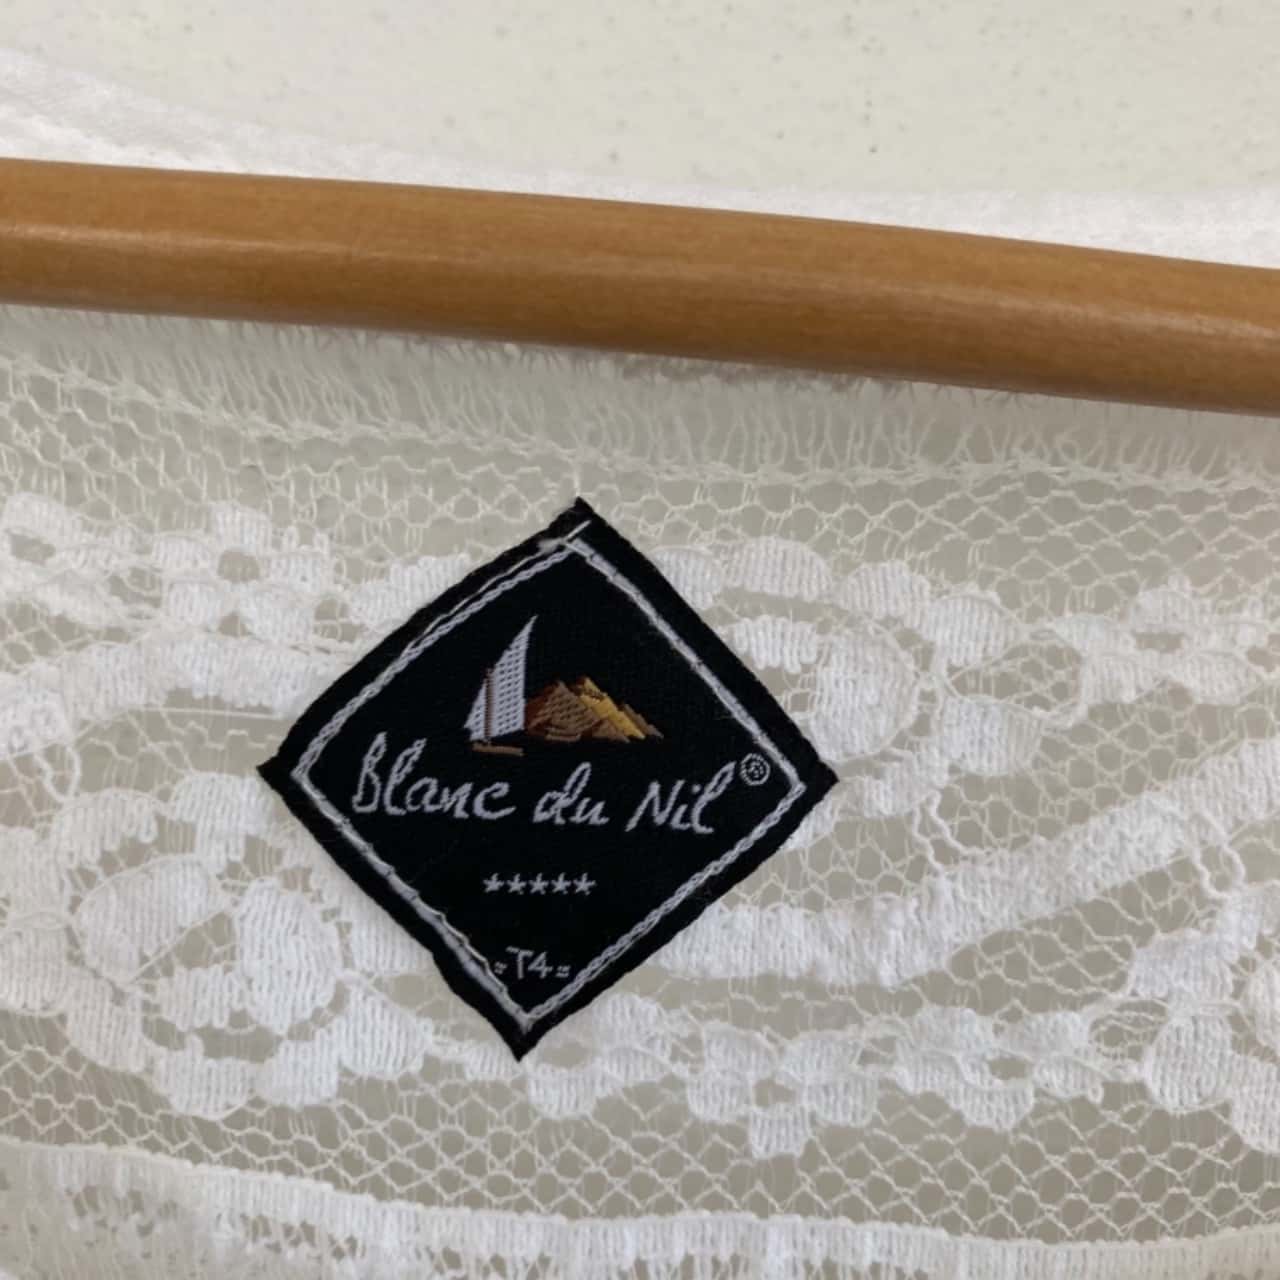 Blanc du Nil®
*****
-T4-